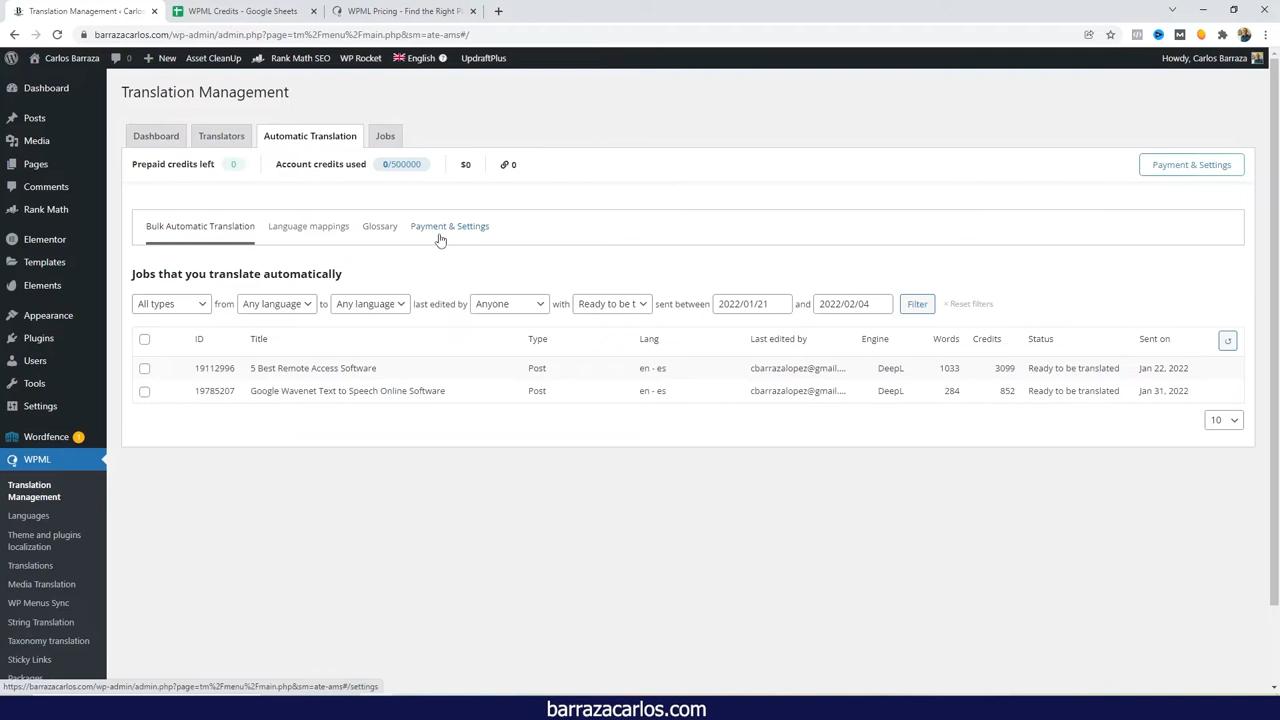 Translation Management ‹ Carlos
WPML Credits - Google Sheets
WPML Pricing - Find the Right Pl
barrazacarlos.com/wp-admin/admin.php?page=tm%2Fmenu%2Fmain.php&sm=ate-ams#/
Carlos Barraza 0 New Asset CleanUp Rank Math SEO WP Rocket English UpdraftPlus Howdy, Carlos Barraza
Dashboard
Posts
Media
Pages
Comments
Rank Math
Elementor
Templates
Elements
Appearance
Plugins
Users
Tools
Settings
Wordfence 1
WPML
Translation
Management
Languages
Theme and plugins
localization
Translations
Media Translation
WP Menus Sync
String Translation
Taxonomy translation
Sticky Links
Packages
Translation Management
Dashboard Translators Automatic Translation Jobs
Prepaid credits left 0 Account credits used 0/500000 $0 0 Payment & Settings
Bulk Automatic Translation Language mappings Glossary Payment & Settings
Jobs that you translate automatically
All types from Any language to Any language last edited by Anyone with Ready to be t sent between 2022/01/21 and 2022/02/04 Filter × Reset filters
ID Title Type Lang Last edited by Engine Words Credits Status Sent on
19112996 5 Best Remote Access Software Post en - es cbarrazalopez@gmail.... DeepL 1033 3099 Ready to be translated Jan 22, 2022
19785207 Google Wavenet Text to Speech Online Software Post en - es cbarrazalopez@gmail.... DeepL 284 852 Ready to be translated Jan 31, 2022
10
https://barrazacarlos.com/wp-admin/admin.php?page=tm%2Fmenu%2Fmain.php&sm=ate-ams#/settings
barrazacarlos.com